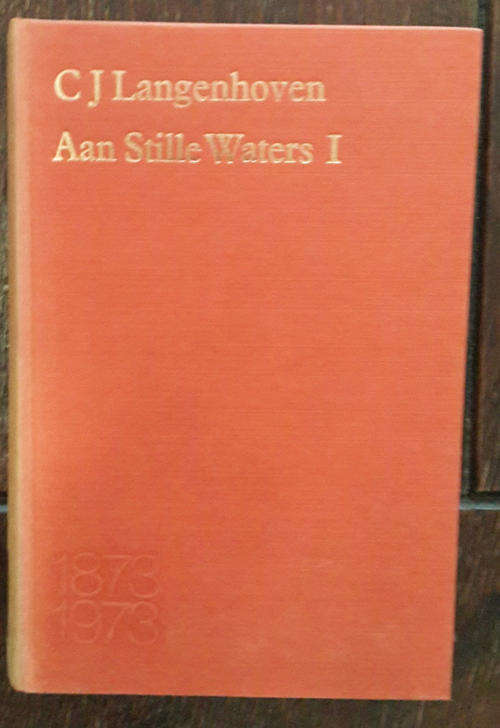 C J Langenhoven
Aan Stille Waters I
1873
1973